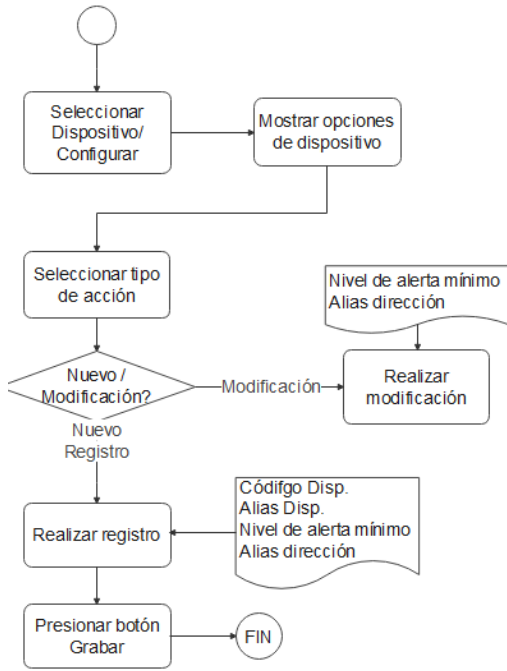 Seleccionar
Dispositivo/
Configurar
Mostrar opciones
de dispositivo
Seleccionar tipo
de acción
Nivel de alerta mínimo
Alias dirección
Nuevo /
Modificación?
Modificación
Realizar
modificación
Nuevo
Registro
Códifgo Disp.
Alias Disp.
Nivel de alerta mínimo
Alias dirección
Realizar registro
Presionar botón
Grabar
FIN